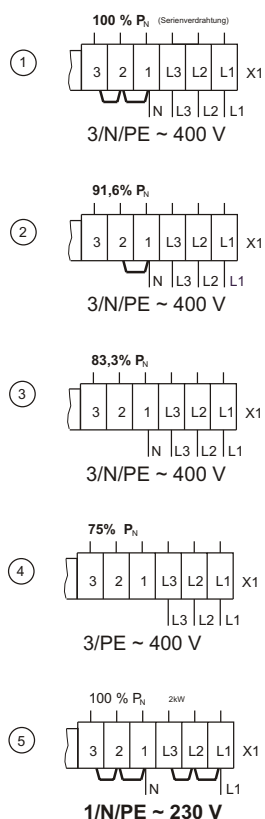 100 % PN (Serienverdrahtung)
1
3 2 1 L3 L2 L1 X1
N L3 L2 L1
3/N/PE ~ 400 V
91,6% PN
2
3 2 1 L3 L2 L1 X1
N L3 L2 L1
3/N/PE ~ 400 V
83,3% PN
3
3 2 1 L3 L2 L1 X1
N L3 L2 L1
3/N/PE ~ 400 V
75% PN
4
3 2 1 L3 L2 L1 X1
L3 L2 L1
3/PE ~ 400 V
100 % PN 2kW
5
3 2 1 L3 L2 L1 X1
N L1
1/N/PE ~ 230 V